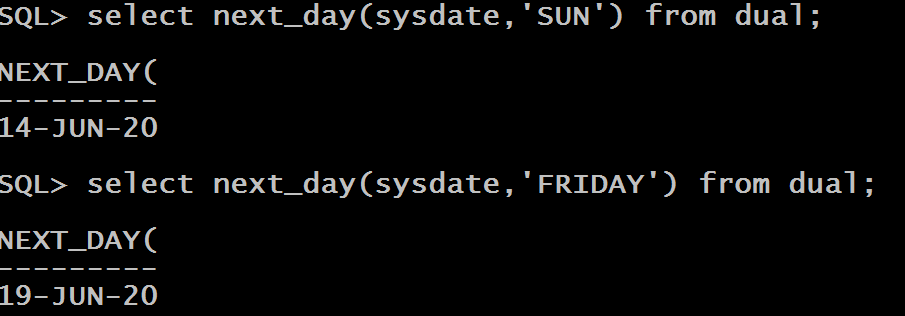 SQL> select next_day(sysdate,'SUN') from dual;
NEXT_DAY(
---------
14-JUN-20
SQL> select next_day(sysdate,'FRIDAY') from dual;
NEXT_DAY(
---------
19-JUN-20